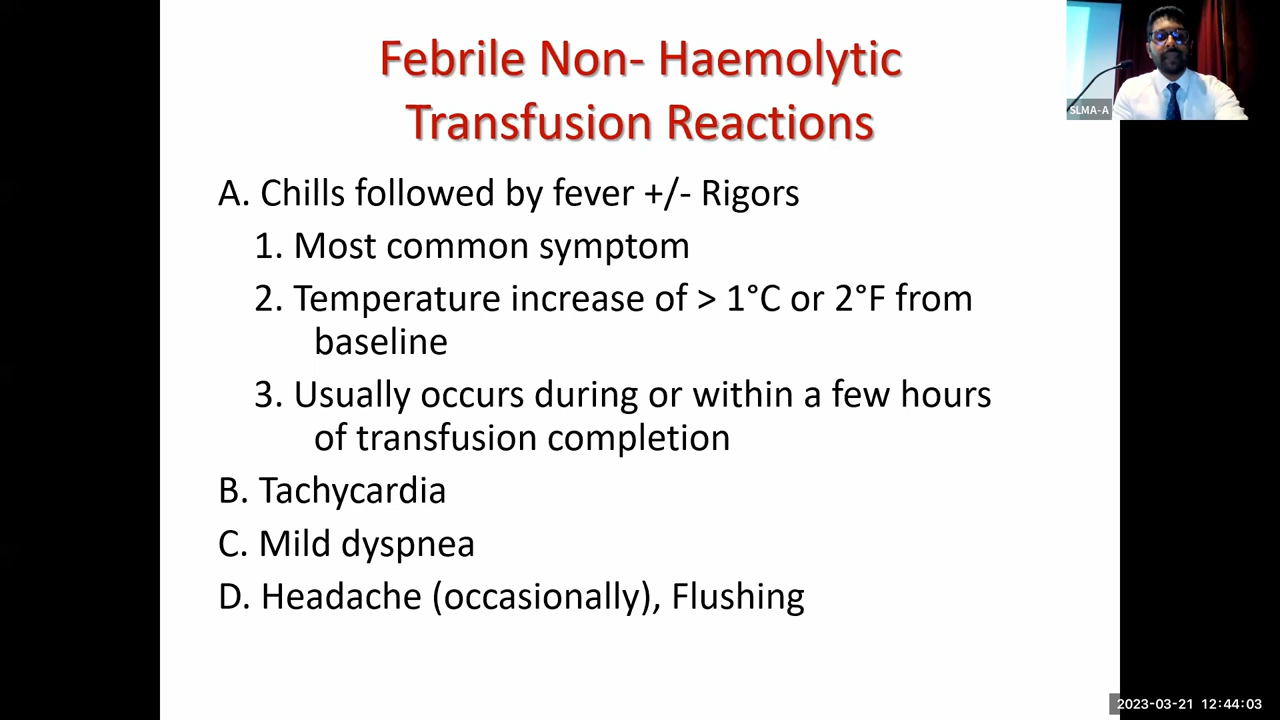 Febrile Non- Haemolytic
Transfusion Reactions
SLMA-A
A. Chills followed by fever +/- Rigors
1. Most common symptom
2. Temperature increase of > 1°C or 2°F from
baseline
3. Usually occurs during or within a few hours
of transfusion completion
B. Tachycardia
C. Mild dyspnea
D. Headache (occasionally), Flushing
2023-03-21 12:44:03